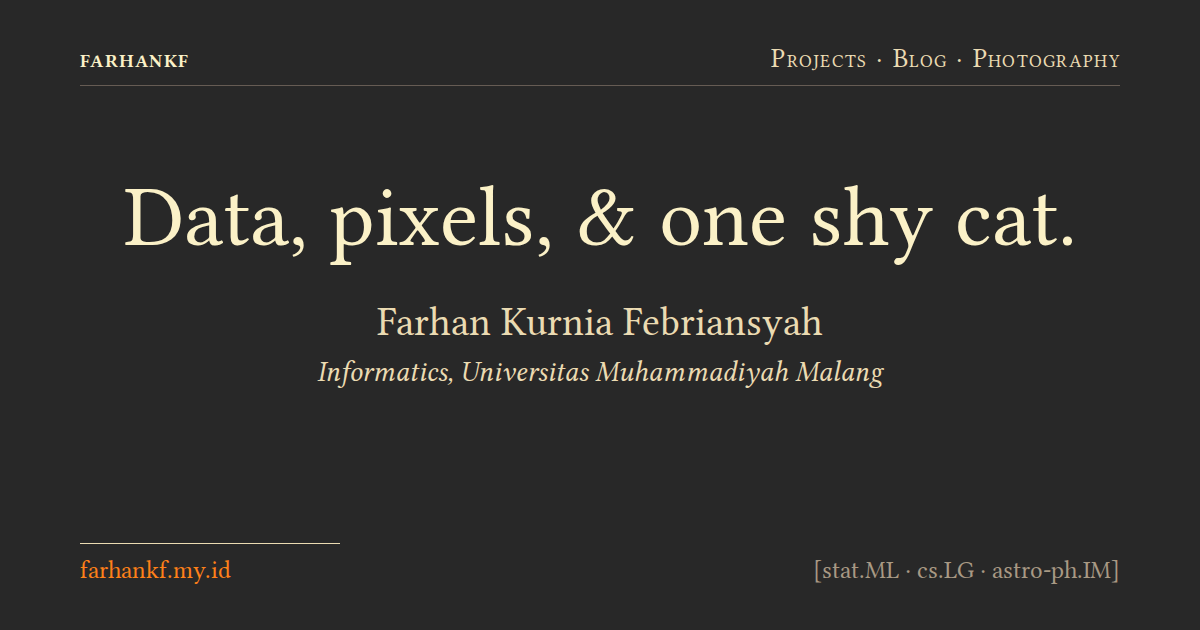 FARHANKF
Projects · Blog · Photography
Data, pixels, & one shy cat.
Farhan Kurnia Febriansyah
Informatics, Universitas Muhammadiyah Malang
farhankf.my.id
[stat.ML · cs.LG · astro-ph.IM]